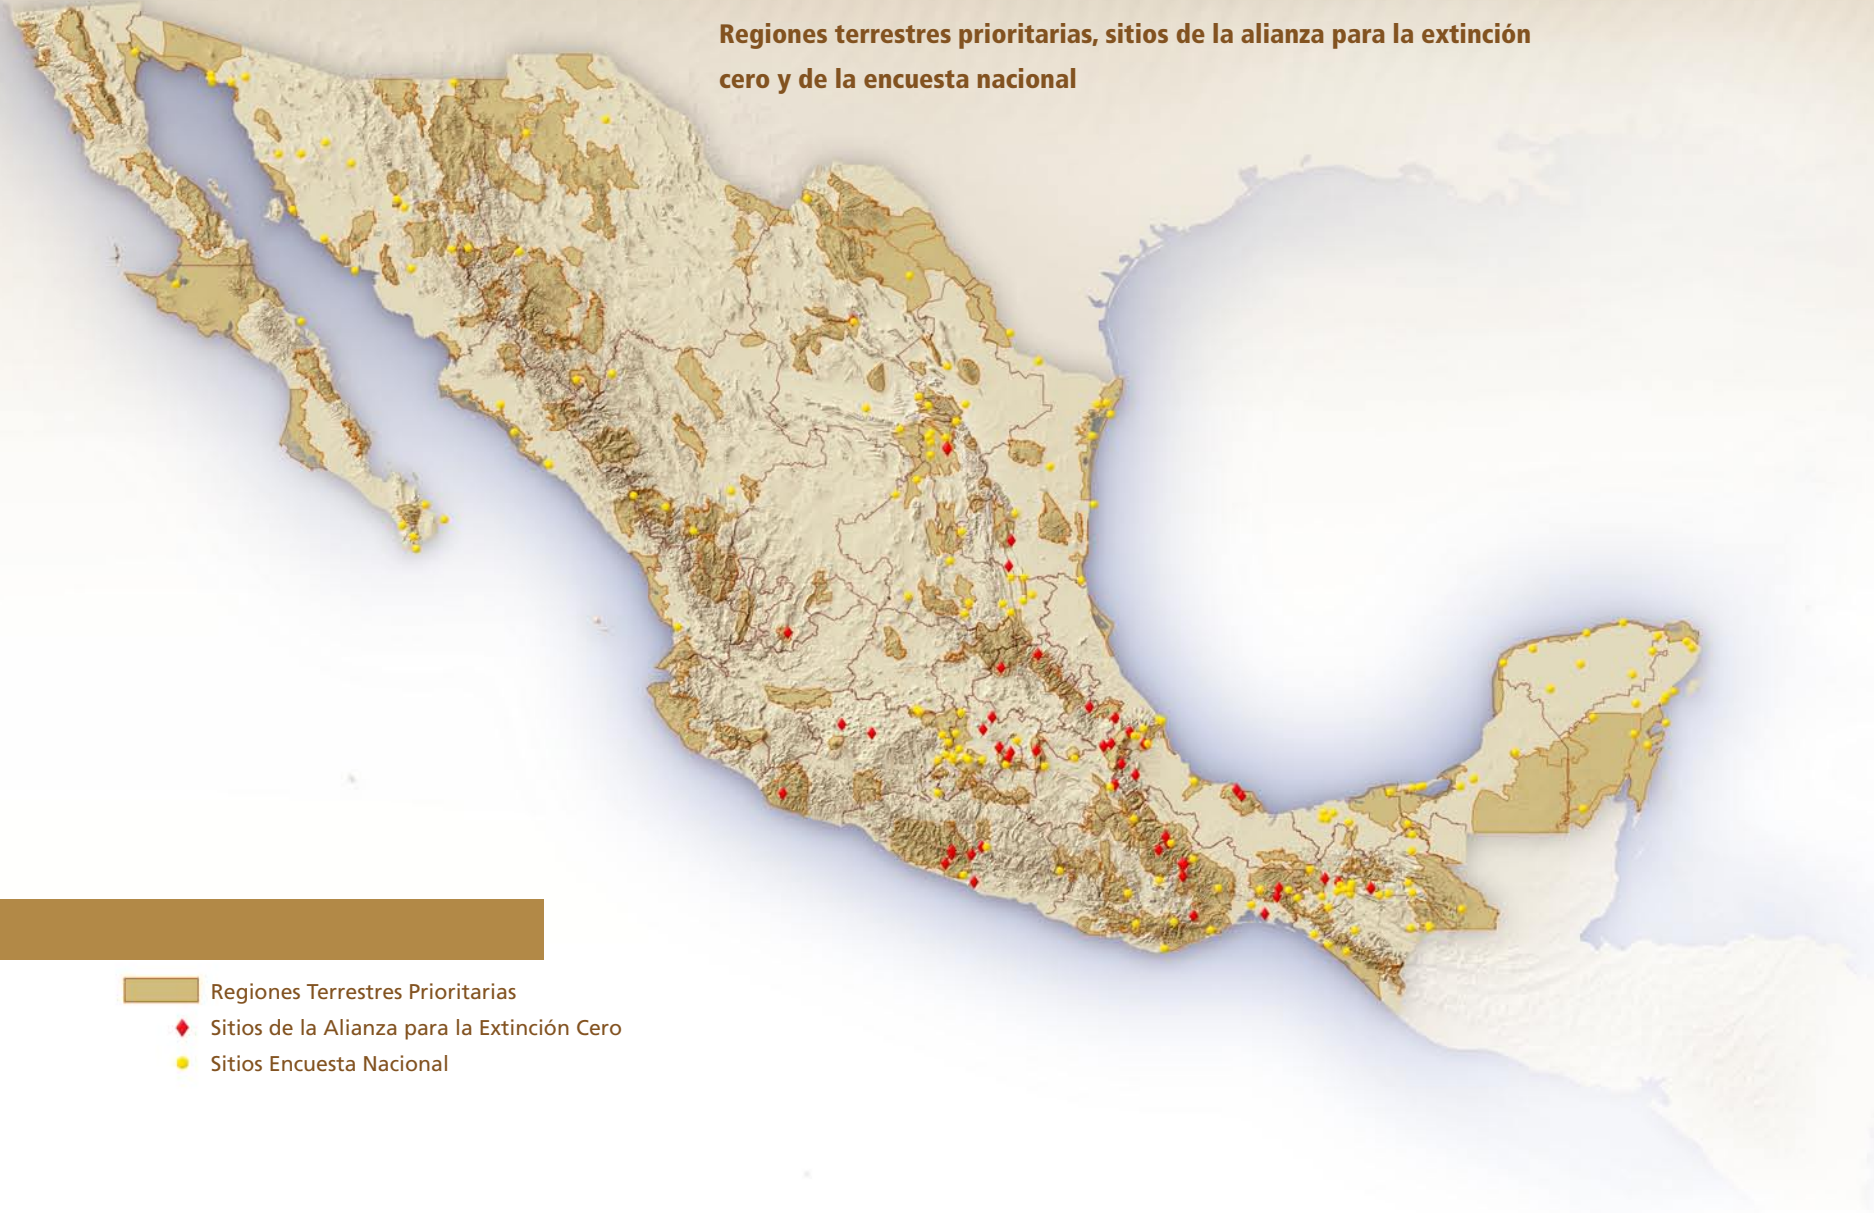 Regiones terrestres prioritarias, sitios de la alianza para la extinción
cero y de la encuesta nacional
Regiones Terrestres Prioritarias
Sitios de la Alianza para la Extinción Cero
Sitios Encuesta Nacional